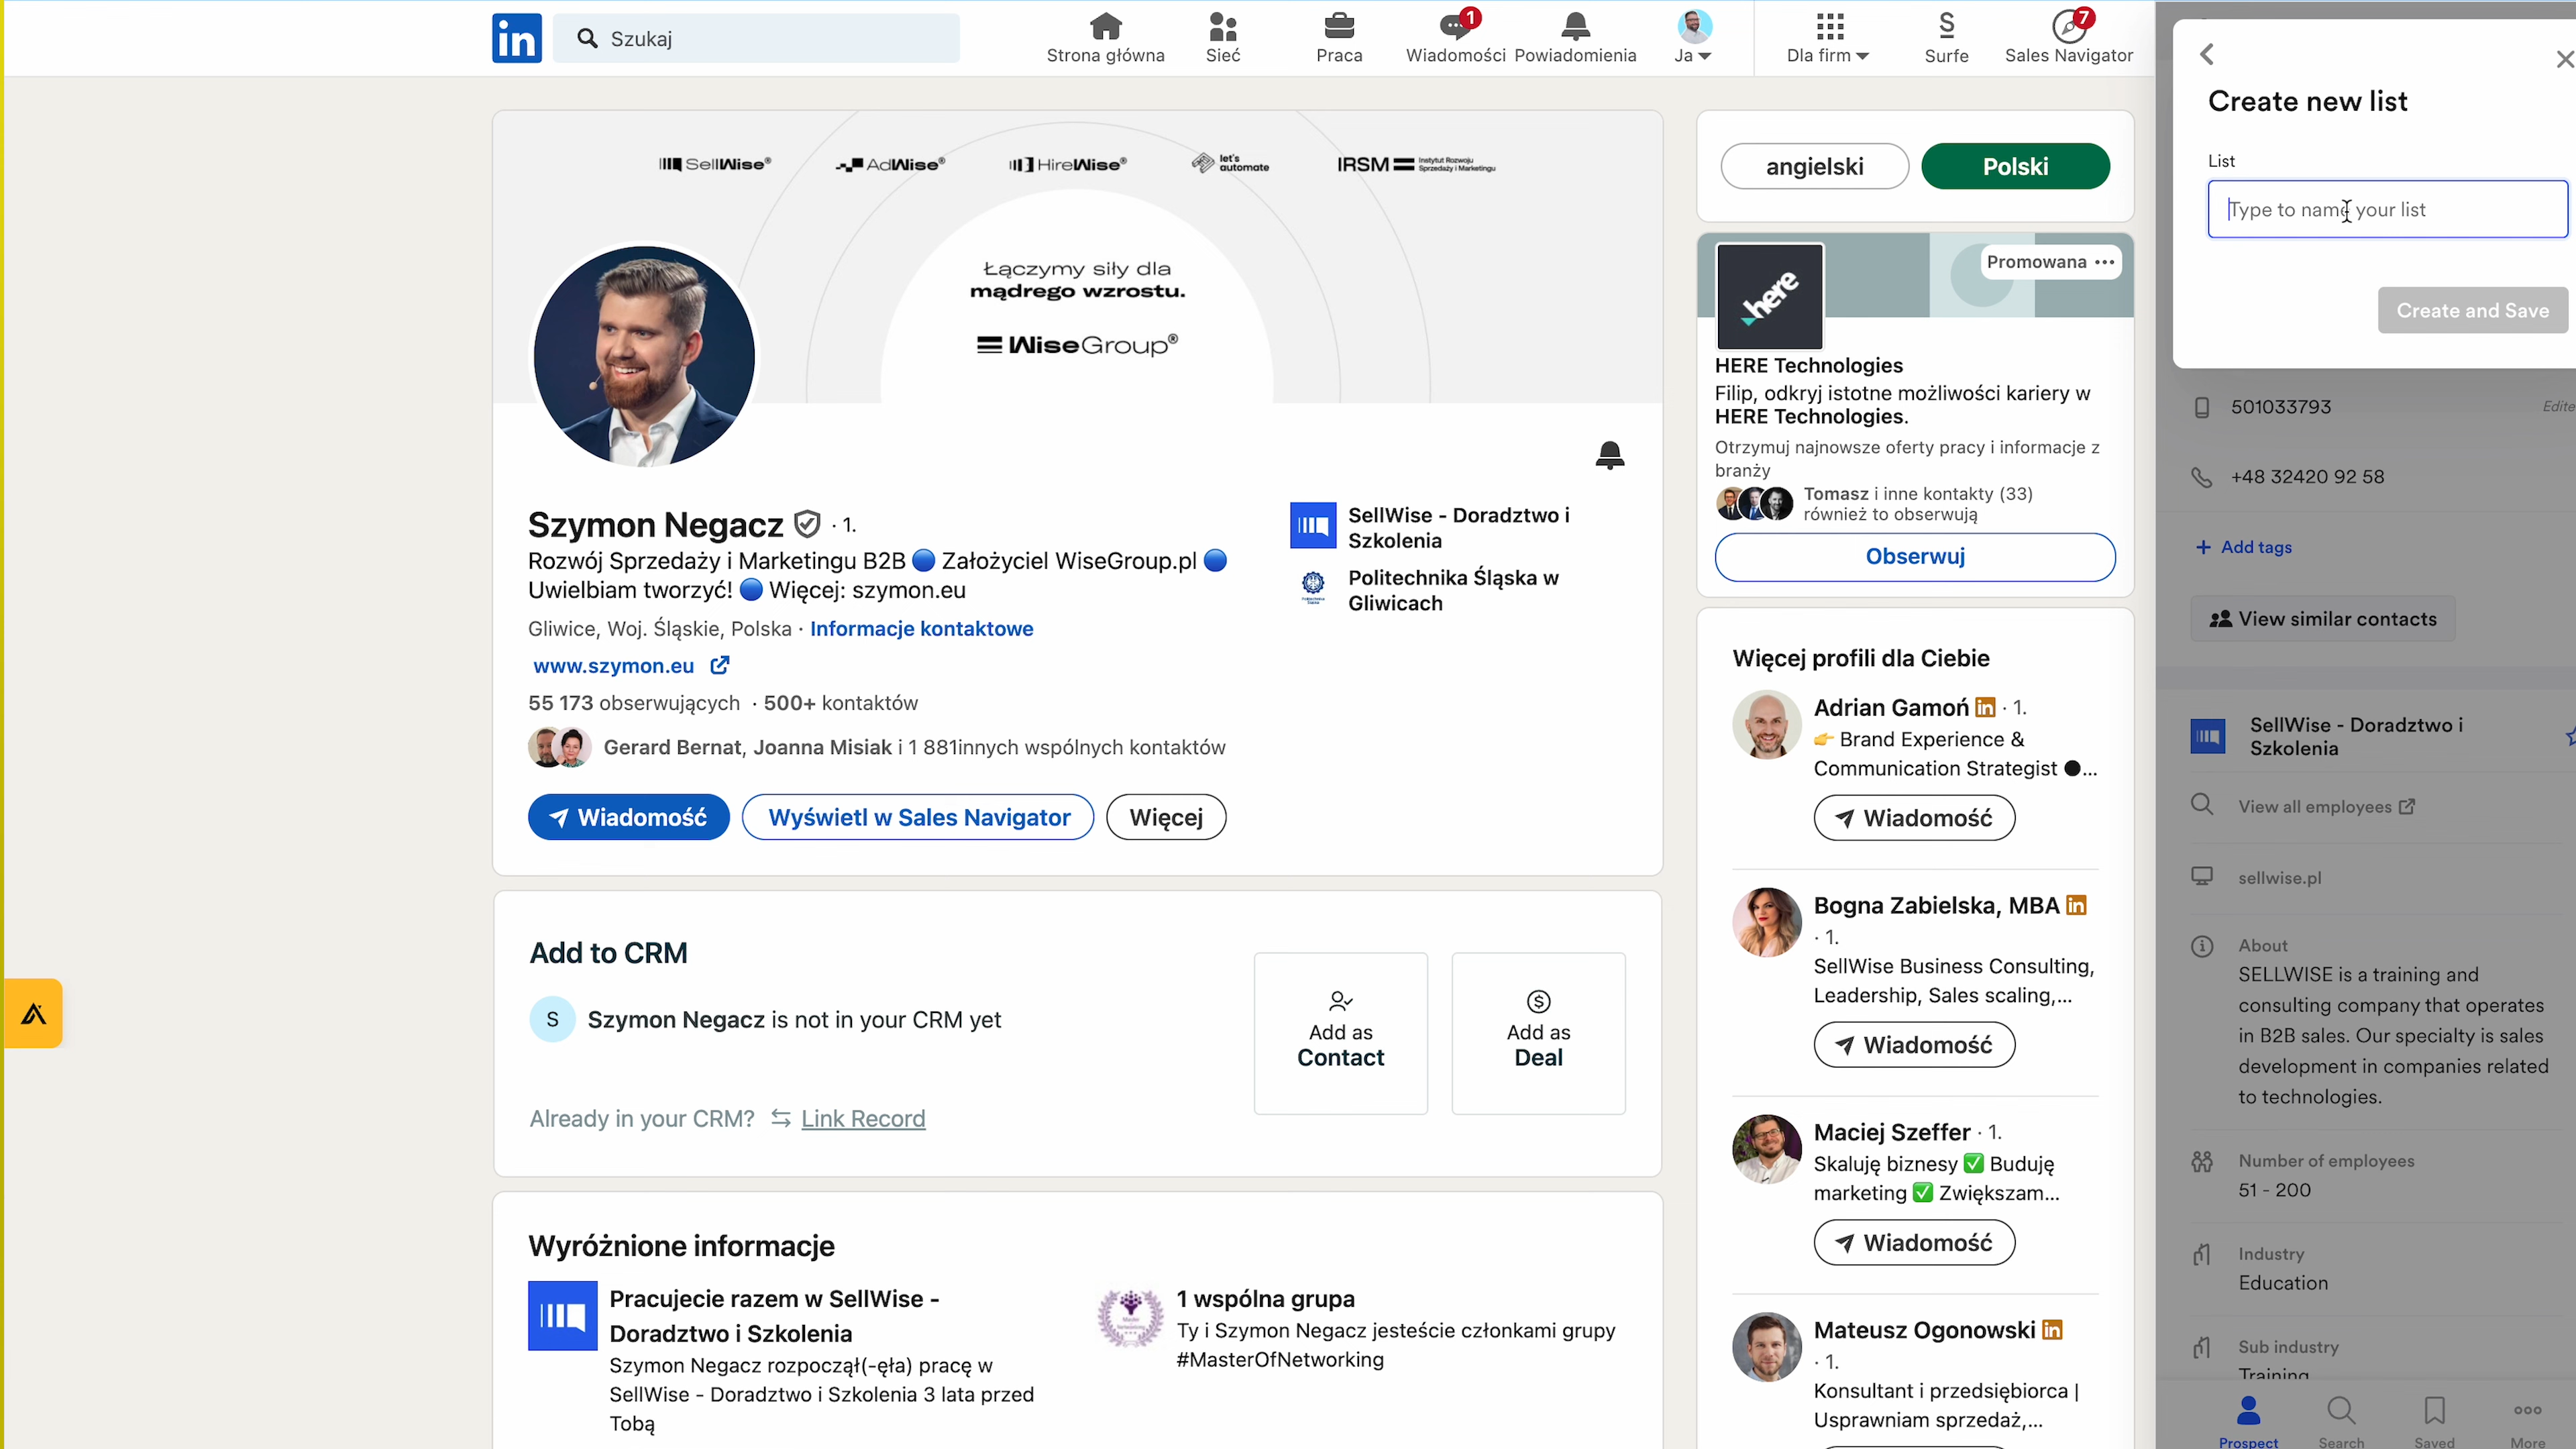 in
Szukaj
Strona główna
Sieć
Praca
1
Wiadomości
Powiadomienia
Ja
Dla firm
S
Surfe
7
Sales Navigator
SellWise®
AdWise®
HireWise®
let's
automate
IRSM
Instytut Rozwoju
Sprzedaży i Marketingu
Łączymy siły dla
mądrego wzrostu.
WiseGroup®
Szymon Negacz · 1.
Rozwój Sprzedaży i Marketingu B2B 🔵 Założyciel WiseGroup.pl 🔵
Uwielbiam tworzyć! 🔵 Więcej: szymon.eu
Gliwice, Woj. Śląskie, Polska · Informacje kontaktowe
www.szymon.eu
55 173 obserwujących · 500+ kontaktów
Gerard Bernat, Joanna Misiak i 1 881innych wspólnych kontaktów
Wiadomość
Wyświetl w Sales Navigator
Więcej
SellWise - Doradztwo i
Szkolenia
Politechnika Śląska w
Gliwicach
Add to CRM
S
Szymon Negacz is not in your CRM yet
Already in your CRM? Link Record
Add as
Contact
Add as
Deal
Wyróżnione informacje
Pracujecie razem w SellWise -
Doradztwo i Szkolenia
Szymon Negacz rozpoczął(-ęła) pracę w
SellWise - Doradztwo i Szkolenia 3 lata przed
Tobą
1 wspólna grupa
Ty i Szymon Negacz jesteście członkami grupy
#MasterOfNetworking
angielski
Polski
Promowana
here
HERE Technologies
Filip, odkryj istotne możliwości kariery w
HERE Technologies.
Otrzymuj najnowsze oferty pracy i informacje z
branży
Tomasz i inne kontakty (33)
również to obserwują
Obserwuj
Więcej profili dla Ciebie
Adrian Gamoń in · 1.
👉 Brand Experience &
Communication Strategist ⚫...
Wiadomość
Bogna Zabielska, MBA in
· 1.
SellWise Business Consulting,
Leadership, Sales scaling,...
Wiadomość
Maciej Szeffer · 1.
Skaluję biznesy ✅ Buduję
marketing ✅ Zwiększam...
Wiadomość
Mateusz Ogonowski in
· 1.
Konsultant i przedsiębiorca |
Usprawniam sprzedaż,...
Create new list
List
Type to name your list
Create and Save
501033793
Edite
+48 32420 92 58
+ Add tags
View similar contacts
SellWise - Doradztwo i
Szkolenia
View all employees
sellwise.pl
About
SELLWISE is a training and
consulting company that operates
in B2B sales. Our specialty is sales
development in companies related
to technologies.
Number of employees
51 - 200
Industry
Education
Sub industry
Training
Prospect
Search
Saved
More